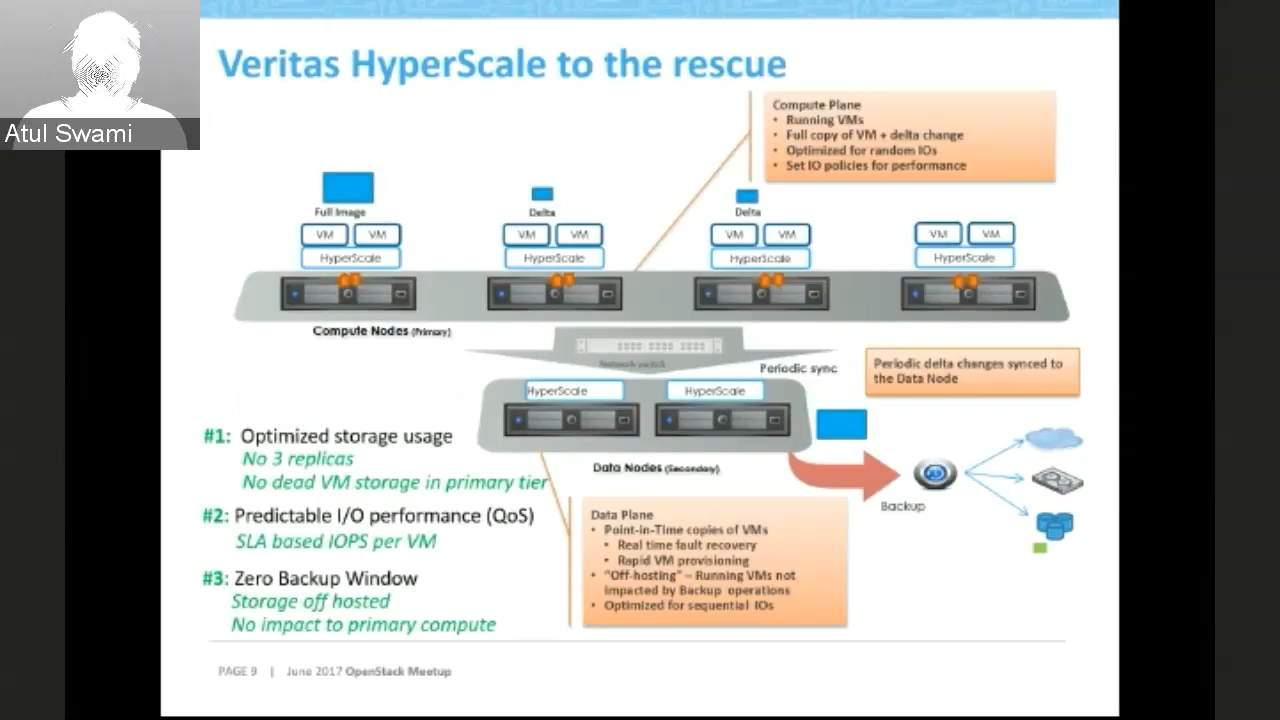 Atul Swami
Veritas HyperScale to the rescue
Compute Plane
• Running VMs
• Full copy of VM + delta change
• Optimized for random IOs
• Set IO policies for performance
Full Image
Delta
Delta
VM VM
VM VM
VM VM
VM VM
HyperScale
HyperScale
HyperScale
HyperScale
Compute Nodes (Primary)
Network switch
Periodic sync
Periodic delta changes synced to
the Data Node
HyperScale
HyperScale
Data Nodes (Secondary)
Backup
#1: Optimized storage usage
No 3 replicas
No dead VM storage in primary tier
#2: Predictable I/O performance (QoS)
SLA based IOPS per VM
#3: Zero Backup Window
Storage off hosted
No impact to primary compute
Data Plane
• Point-in-Time copies of VMs
• Real time fault recovery
• Rapid VM provisioning
• "Off-hosting" – Running VMs not
impacted by Backup operations
• Optimized for sequential IOs
PAGE 9 | June 2017 OpenStack Meetup